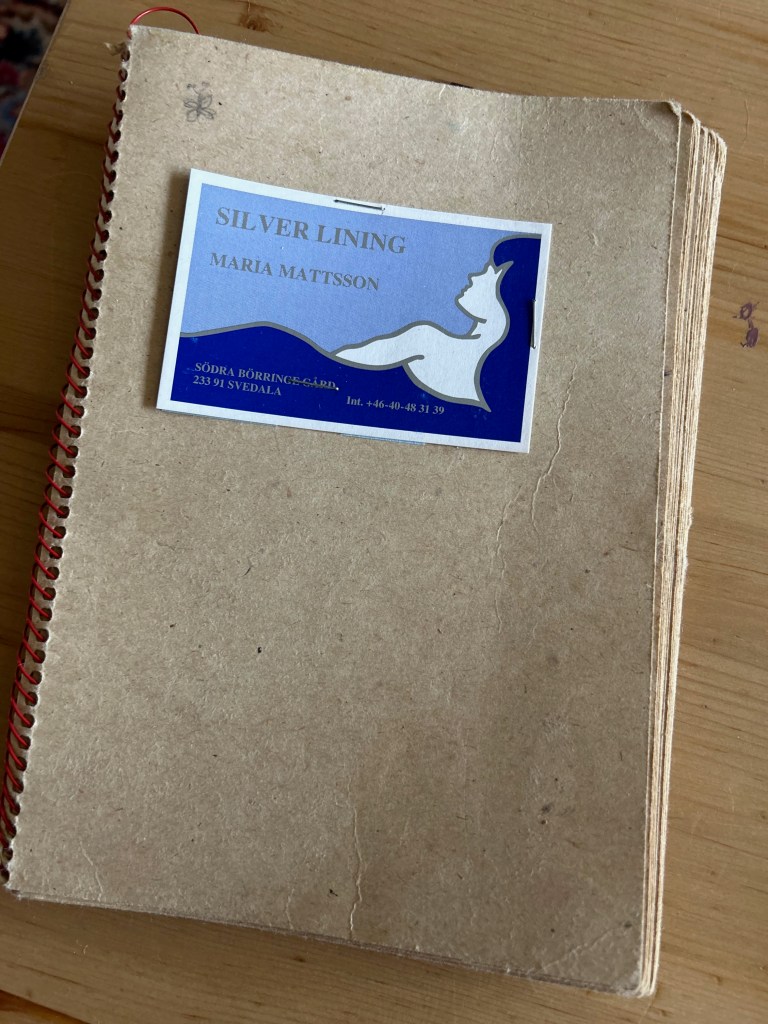 SILVER LINING
MARIA MATTSSON
SÖDRA BÖRRINGE GÅRD.
233 91 SVEDALA
Int. +46-40-48 31 39